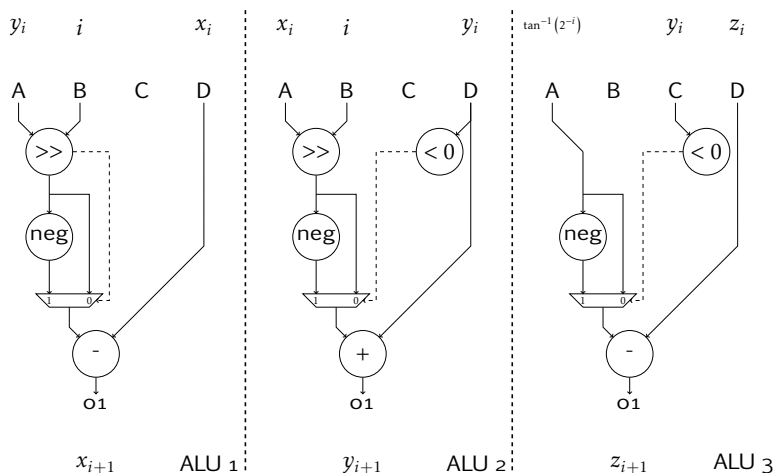 y_i i x_i x_i i y_i tan⁻¹(2⁻ⁱ) y_i z_i
A B C D A B C D A B C D
>> >> < 0 < 0
neg neg neg
1 0 1 0 1 0
- + -
O1 O1 O1
x_{i+1} ALU 1 y_{i+1} ALU 2 z_{i+1} ALU 3